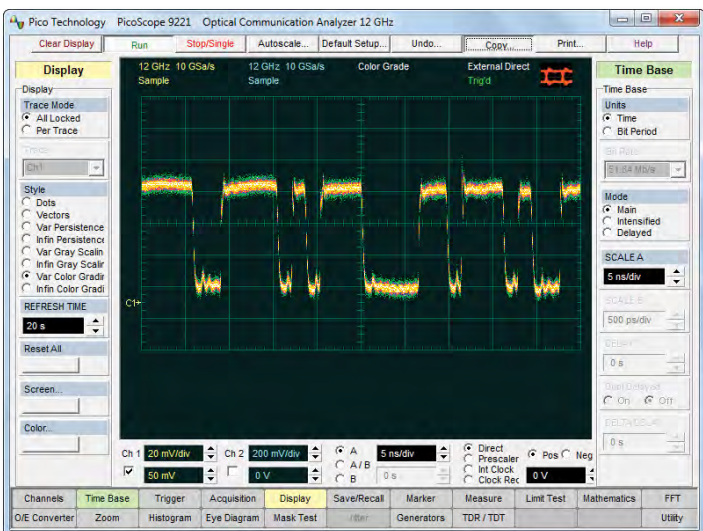 Pico Technology PicoScope 9221 Optical Communication Analyzer 12 GHz
Clear Display Run Stop/Single Autoscale... Default Setup... Undo... Copy... Print... Help
Display
Display
Trace Mode
All Locked
Per Trace
Trace
Ch1
Style
Dots
Vectors
Var Persistence
Infin Persistence
Var Gray Scalin
Infin Gray Scalin
Var Color Gradi
Infin Color Gradi
REFRESH TIME
20 s
Reset All
Screen...
Color...
12 GHz 10 GSa/s 12 GHz 10 GSa/s Color Grade External Direct
Sample Sample Trig'd
C1+
Ch 1 20 mV/div Ch 2 200 mV/div A 5 ns/div Direct Pos Neg
A/B Prescaler
50 mV 0 V B 0 s Int Clock 0 V
Clock Rec
Time Base
Time Base
Units
Time
Bit Period
Bit Rate
51.84 Mb/s
Mode
Main
Intensified
Delayed
SCALE A
5 ns/div
SCALE B
500 ps/div
DELAY
0 s
Dual Delayed
On Off
DELTA DELAY
0 s
Channels Time Base Trigger Acquisition Display Save/Recall Marker Measure Limit Test Mathematics FFT
O/E Converter Zoom Histogram Eye Diagram Mask Test Jitter Generators TDR / TDT Utility